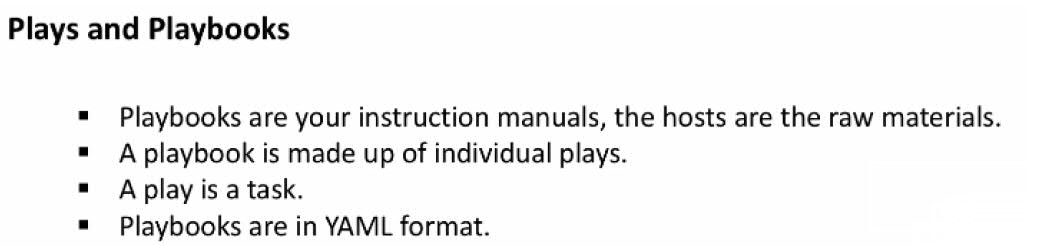 Plays and Playbooks
▪ Playbooks are your instruction manuals, the hosts are the raw materials.
▪ A playbook is made up of individual plays.
▪ A play is a task.
▪ Playbooks are in YAML format.